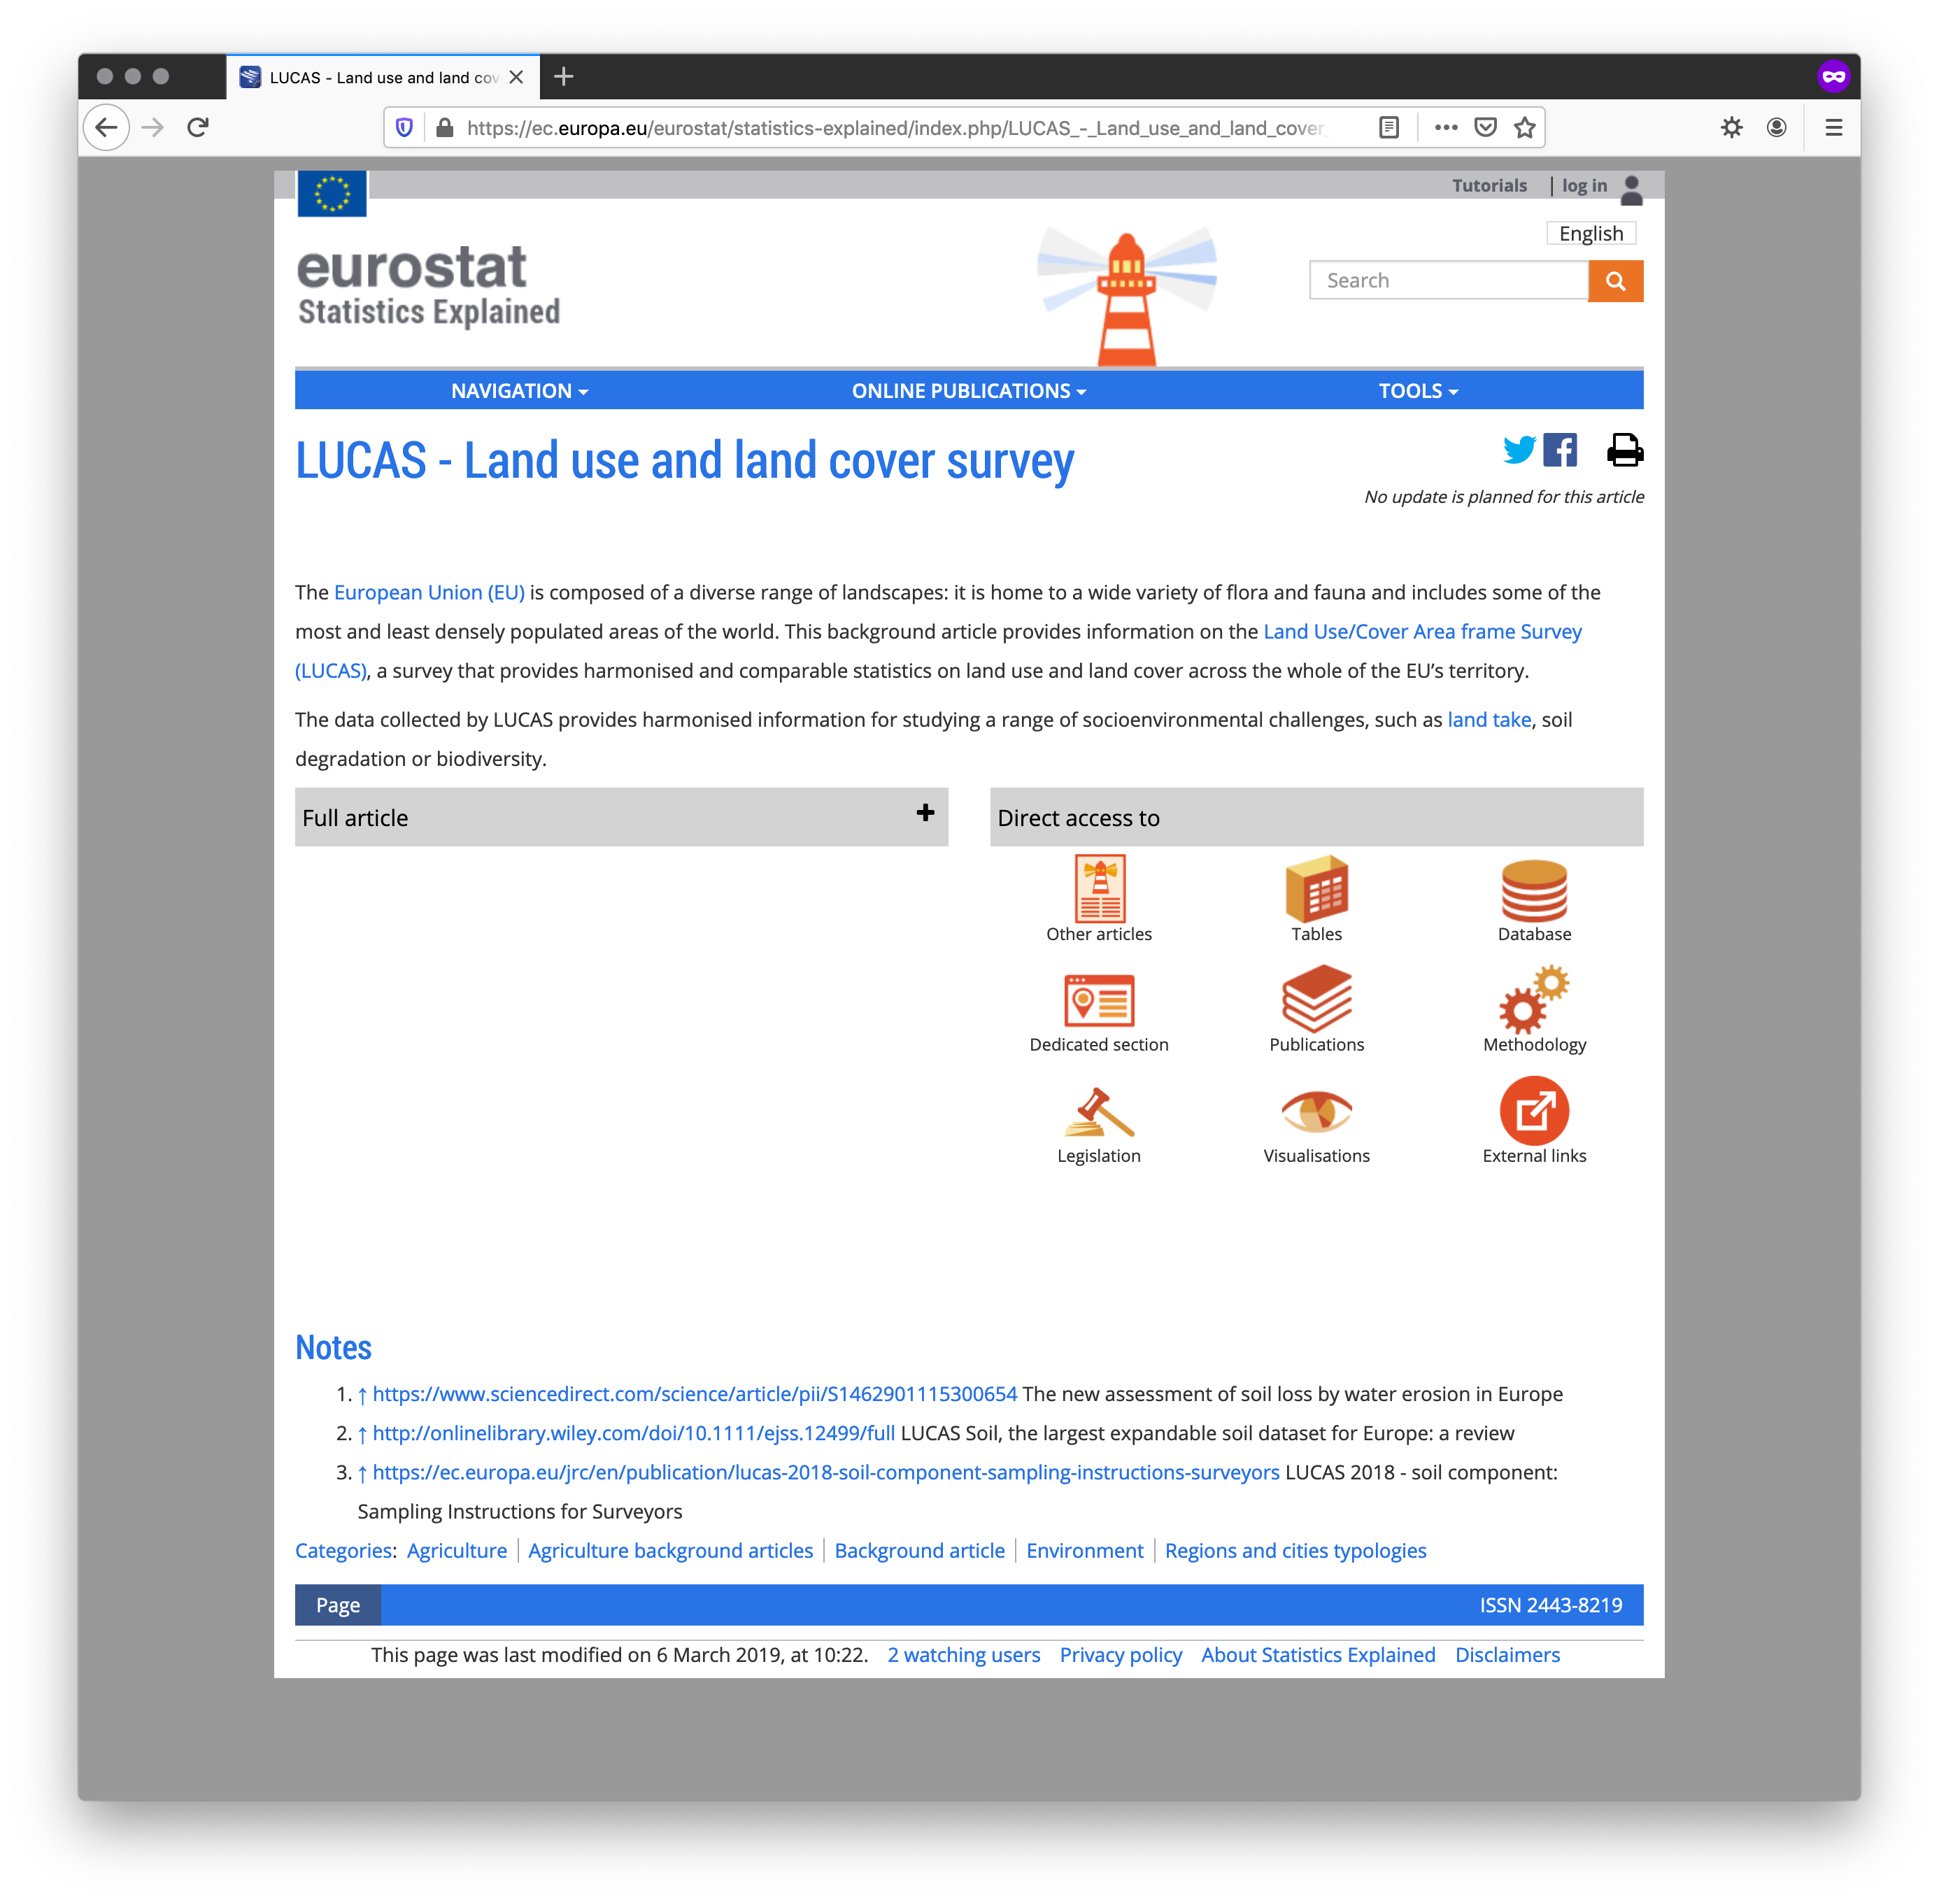 LUCAS - Land use and land cov
https://ec.europa.eu/eurostat/statistics-explained/index.php/LUCAS_-_Land_use_and_land_cover_
Tutorials | log in
English
eurostat
Statistics Explained
Search
NAVIGATION ONLINE PUBLICATIONS TOOLS
LUCAS - Land use and land cover survey
No update is planned for this article
The European Union (EU) is composed of a diverse range of landscapes: it is home to a wide variety of flora and fauna and includes some of the
most and least densely populated areas of the world. This background article provides information on the Land Use/Cover Area frame Survey
(LUCAS), a survey that provides harmonised and comparable statistics on land use and land cover across the whole of the EU’s territory.
The data collected by LUCAS provides harmonised information for studying a range of socioenvironmental challenges, such as land take, soil
degradation or biodiversity.
Full article
Direct access to
Other articles Tables Database
Dedicated section Publications Methodology
Legislation Visualisations External links
Notes
1. ↑ https://www.sciencedirect.com/science/article/pii/S1462901115300654 The new assessment of soil loss by water erosion in Europe
2. ↑ http://onlinelibrary.wiley.com/doi/10.1111/ejss.12499/full LUCAS Soil, the largest expandable soil dataset for Europe: a review
3. ↑ https://ec.europa.eu/jrc/en/publication/lucas-2018-soil-component-sampling-instructions-surveyors LUCAS 2018 - soil component:
Sampling Instructions for Surveyors
Categories: Agriculture | Agriculture background articles | Background article | Environment | Regions and cities typologies
Page ISSN 2443-8219
This page was last modified on 6 March 2019, at 10:22. 2 watching users Privacy policy About Statistics Explained Disclaimers